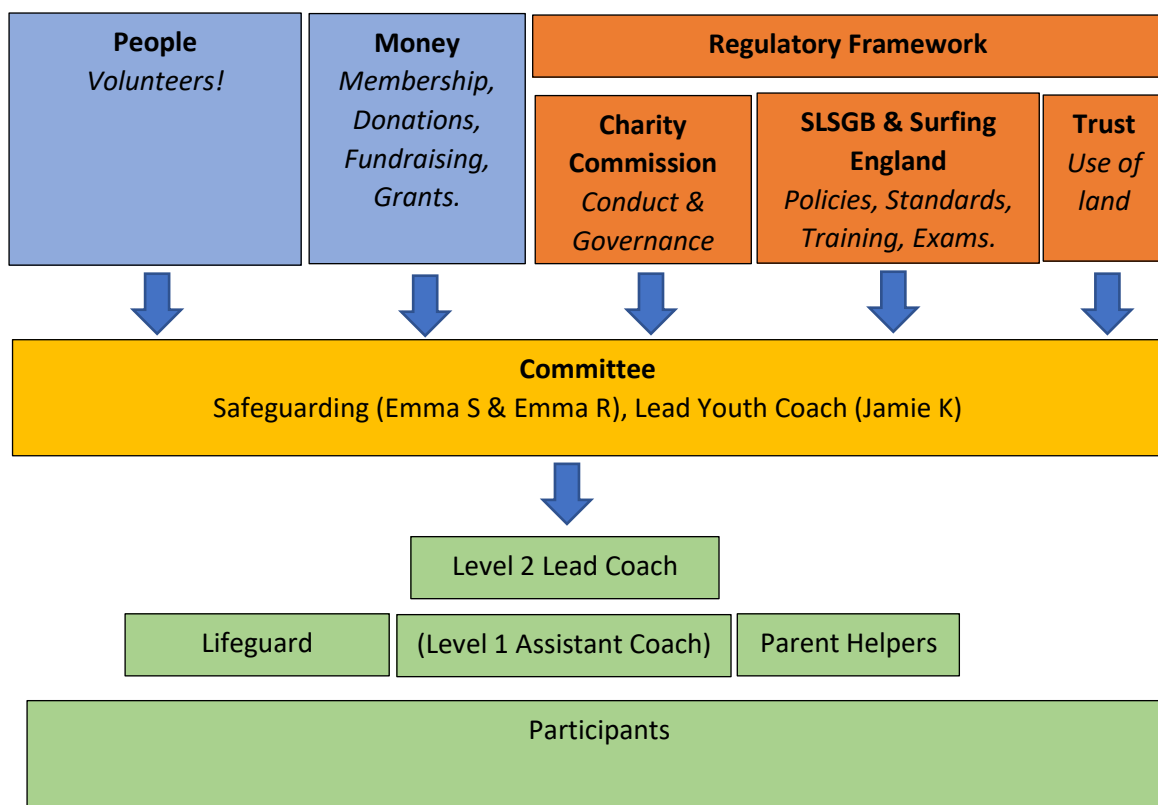 People
Volunteers!
Money
Membership,
Donations,
Fundraising,
Grants.
Regulatory Framework
Charity
Commission
Conduct &
Governance
SLSGB & Surfing
England
Policies, Standards,
Training, Exams.
Trust
Use of
land
Committee
Safeguarding (Emma S & Emma R), Lead Youth Coach (Jamie K)
Level 2 Lead Coach
Lifeguard
(Level 1 Assistant Coach)
Parent Helpers
Participants